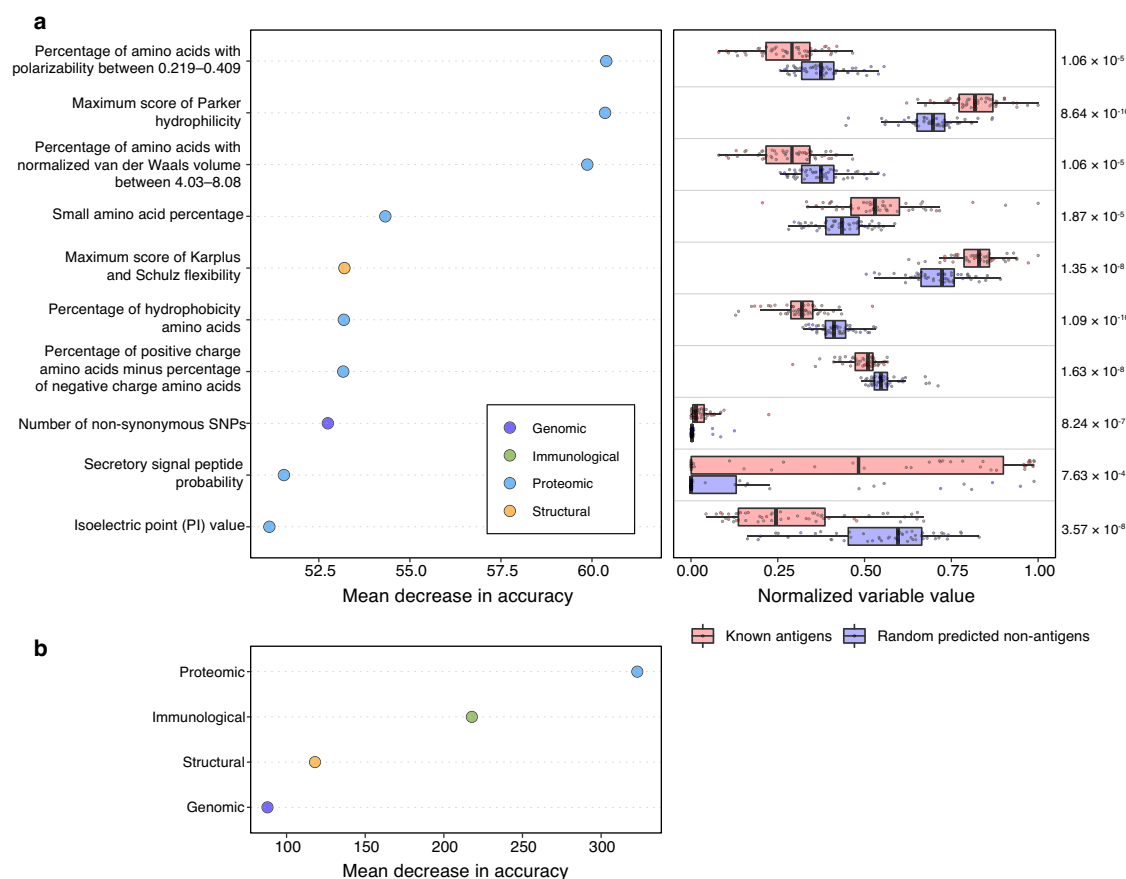 a
Percentage of amino acids with
polarizability between 0.219–0.409
Maximum score of Parker
hydrophilicity
Percentage of amino acids with
normalized van der Waals volume
between 4.03–8.08
Small amino acid percentage
Maximum score of Karplus
and Schulz flexibility
Percentage of hydrophobicity
amino acids
Percentage of positive charge
amino acids minus percentage
of negative charge amino acids
Number of non-synonymous SNPs
Secretory signal peptide
probability
Isoelectric point (PI) value
Genomic
Immunological
Proteomic
Structural
52.5 55.0 57.5 60.0
Mean decrease in accuracy
1.06 × 10⁻⁵
8.64 × 10⁻¹
1.06 × 10⁻⁵
1.87 × 10⁻⁵
1.35 × 10⁻⁸
1.09 × 10⁻¹
1.63 × 10⁻⁸
8.24 × 10⁻⁷
7.63 × 10⁻⁴
3.57 × 10⁻⁸
0.00 0.25 0.50 0.75 1.00
Normalized variable value
Known antigens Random predicted non-antigens
b
Proteomic
Immunological
Structural
Genomic
100 150 200 250 300
Mean decrease in accuracy